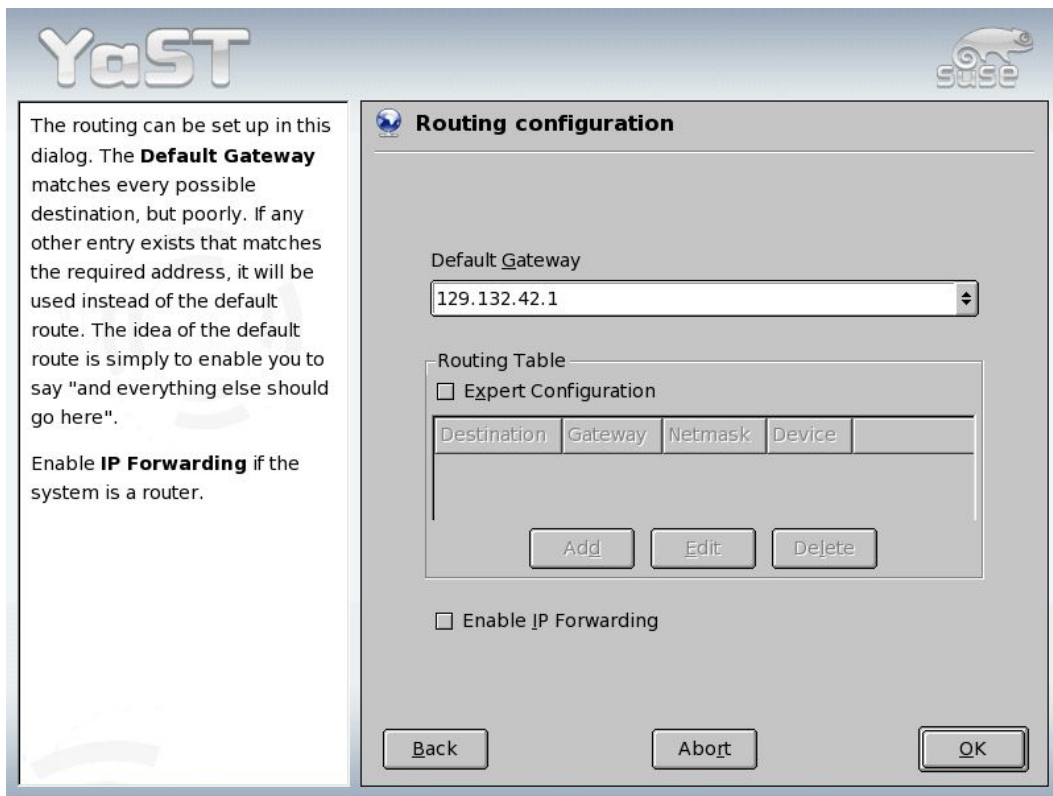 YaST
suse
The routing can be set up in this
dialog. The Default Gateway
matches every possible
destination, but poorly. If any
other entry exists that matches
the required address, it will be
used instead of the default
route. The idea of the default
route is simply to enable you to
say "and everything else should
go here".
Enable IP Forwarding if the
system is a router.
Routing configuration
Default Gateway
129.132.42.1
Routing Table
Expert Configuration
Destination Gateway Netmask Device
Add Edit Delete
Enable IP Forwarding
Back Abort OK